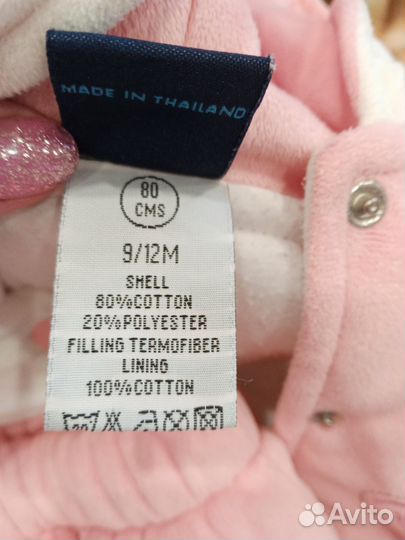 MADE IN THAILAND
80
CMS
9/12M
SHELL
80%COTTON
20%POLYESTER
FILLING TERMOFIBER
LINING
100%COTTON
Avito